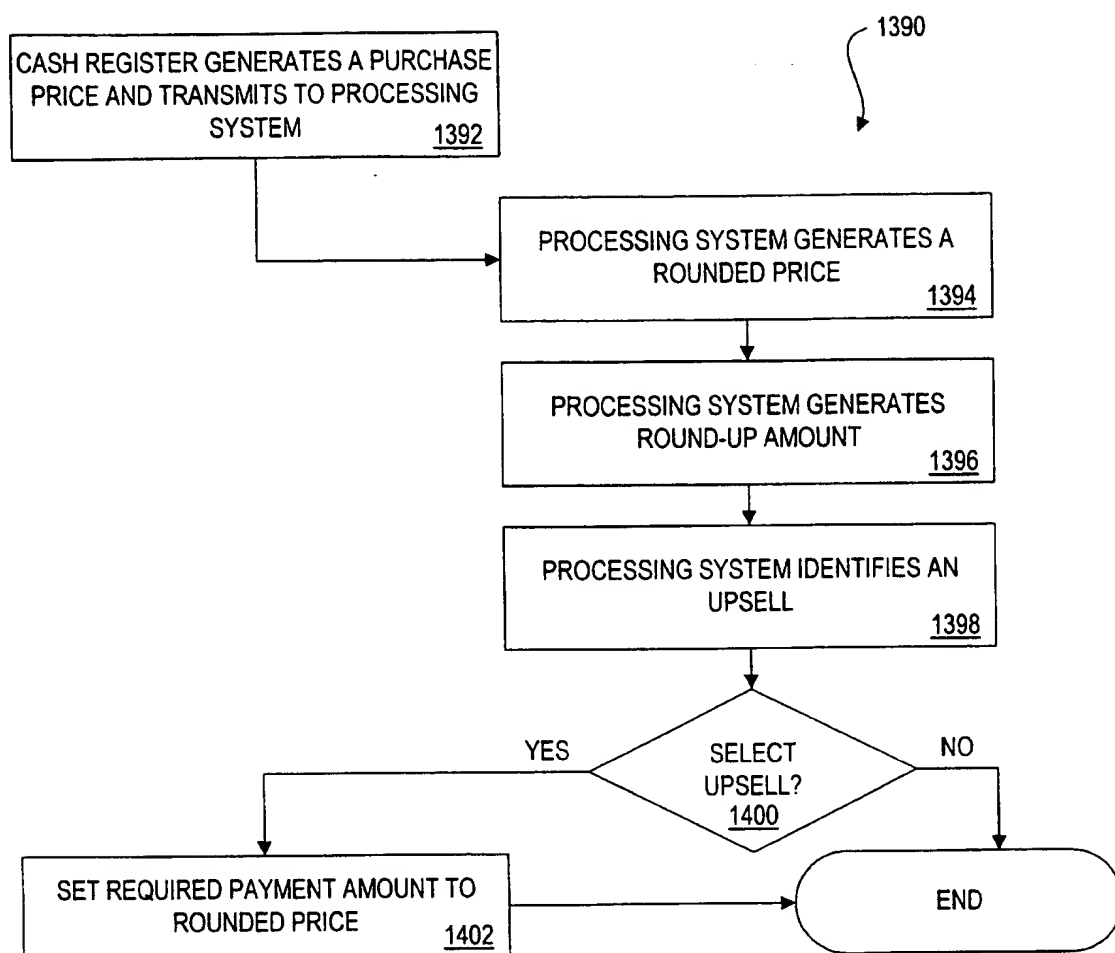 1390
CASH REGISTER GENERATES A PURCHASE
PRICE AND TRANSMITS TO PROCESSING
SYSTEM
1392
PROCESSING SYSTEM GENERATES A
ROUNDED PRICE
1394
PROCESSING SYSTEM GENERATES
ROUND-UP AMOUNT
1396
PROCESSING SYSTEM IDENTIFIES AN
UPSELL
1398
YES
SELECT
UPSELL?
1400
NO
SET REQUIRED PAYMENT AMOUNT TO
ROUNDED PRICE
1402
END